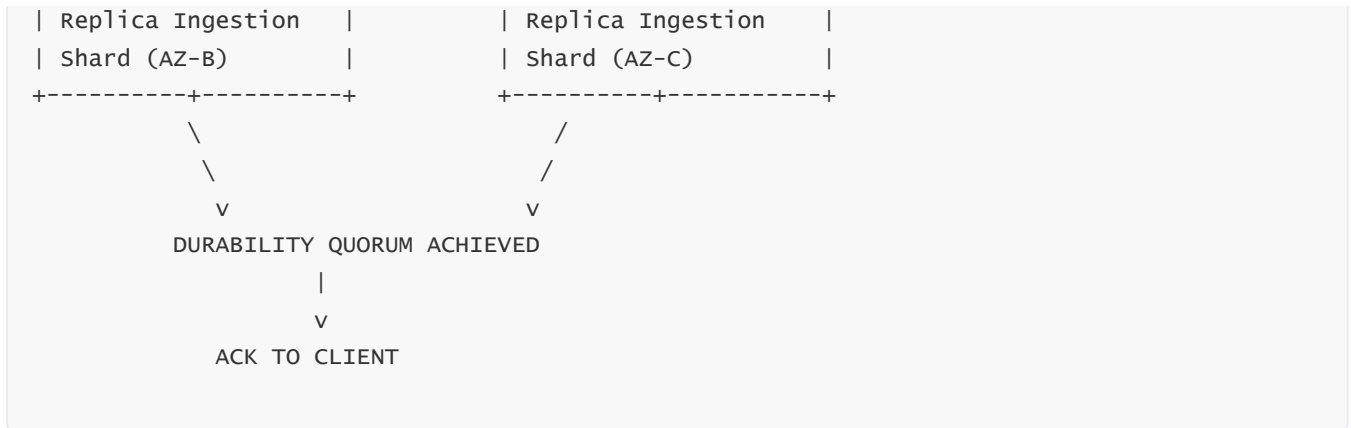 | Replica Ingestion   |         | Replica Ingestion    |
| Shard (AZ-B)        |         | Shard (AZ-C)         |
+----------+----------+         +----------+-----------+
          \                                /
           \                              /
            v                            v
         DURABILITY QUORUM ACHIEVED
                  |
                  v
            ACK TO CLIENT